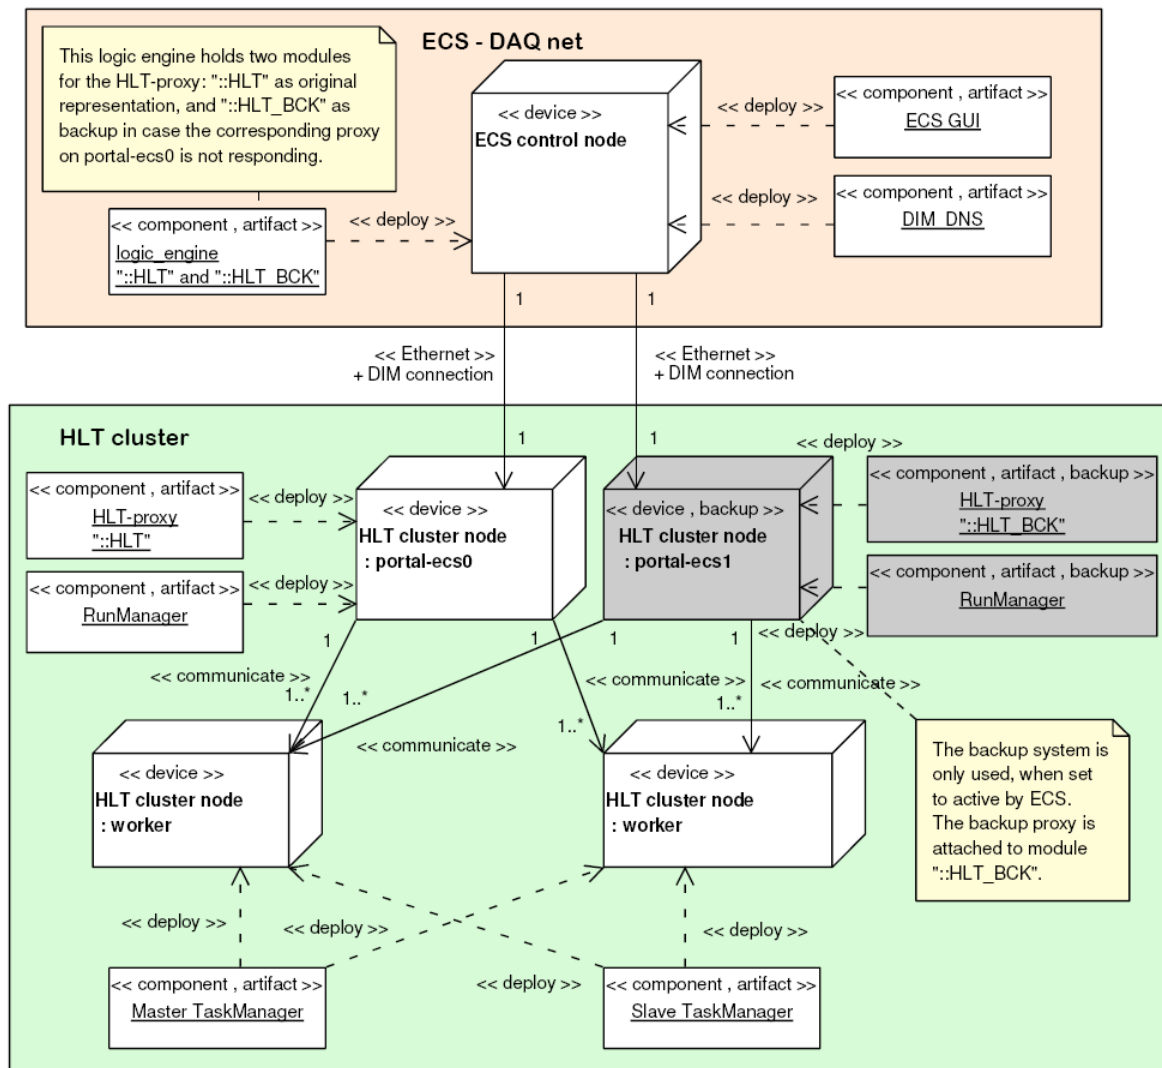 ECS - DAQ net
This logic engine holds two modules
for the HLT-proxy: "::HLT" as original
representation, and "::HLT_BCK" as
backup in case the corresponding proxy
on portal-ecs0 is not responding.
<< device >>
ECS control node
<< deploy >>
<< component , artifact >>
ECS GUI
<< deploy >>
<< component , artifact >>
DIM_DNS
<< component , artifact >>
logic_engine
"::HLT" and "::HLT_BCK"
<< deploy >>
1
1
<< Ethernet >>
+ DIM connection
<< Ethernet >>
+ DIM connection
HLT cluster
1
1
<< component , artifact >>
HLT-proxy
"::HLT"
<< deploy >>
<< component , artifact >>
RunManager
<< deploy >>
<< device >>
HLT cluster node
: portal-ecs0
<< device , backup >>
HLT cluster node
: portal-ecs1
<< deploy >>
<< component , artifact , backup >>
HLT-proxy
"::HLT_BCK"
<< component , artifact , backup >>
RunManager
<< deploy >>
1
1
1
1
<< communicate >>
<< communicate >>
<< communicate >>
<< communicate >>
1..*
1..*
1..*
1..*
<< device >>
HLT cluster node
: worker
<< device >>
HLT cluster node
: worker
The backup system is
only used, when set
to active by ECS.
The backup proxy is
attached to module
"::HLT_BCK".
<< deploy >>
<< deploy >>
<< deploy >>
<< deploy >>
<< component , artifact >>
Master TaskManager
<< component , artifact >>
Slave TaskManager